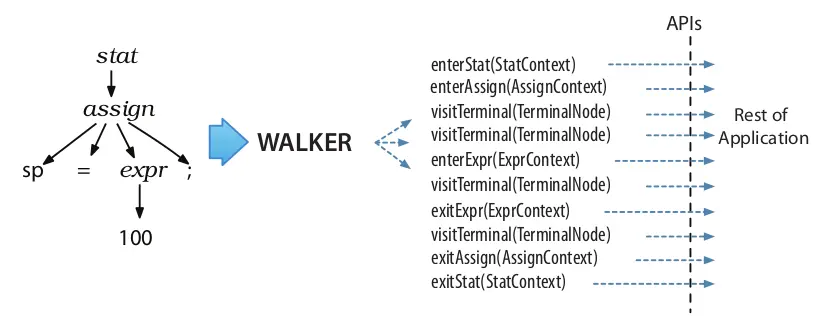 stat
assign
sp = expr ;
100
WALKER
enterStat(StatContext)
enterAssign(AssignContext)
visitTerminal(TerminalNode)
visitTerminal(TerminalNode)
enterExpr(ExprContext)
visitTerminal(TerminalNode)
exitExpr(ExprContext)
visitTerminal(TerminalNode)
exitAssign(AssignContext)
exitStat(StatContext)
APIs
Rest of
Application